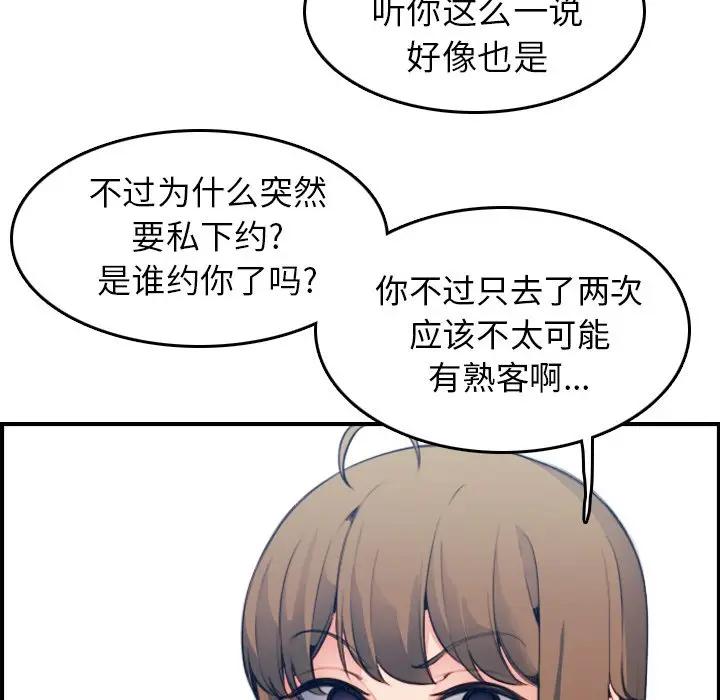 听你这么一说
好像也是
不过为什么突然
要私下约?
是谁约你了吗?
你不过只去了两次
应该不太可能
有熟客啊...